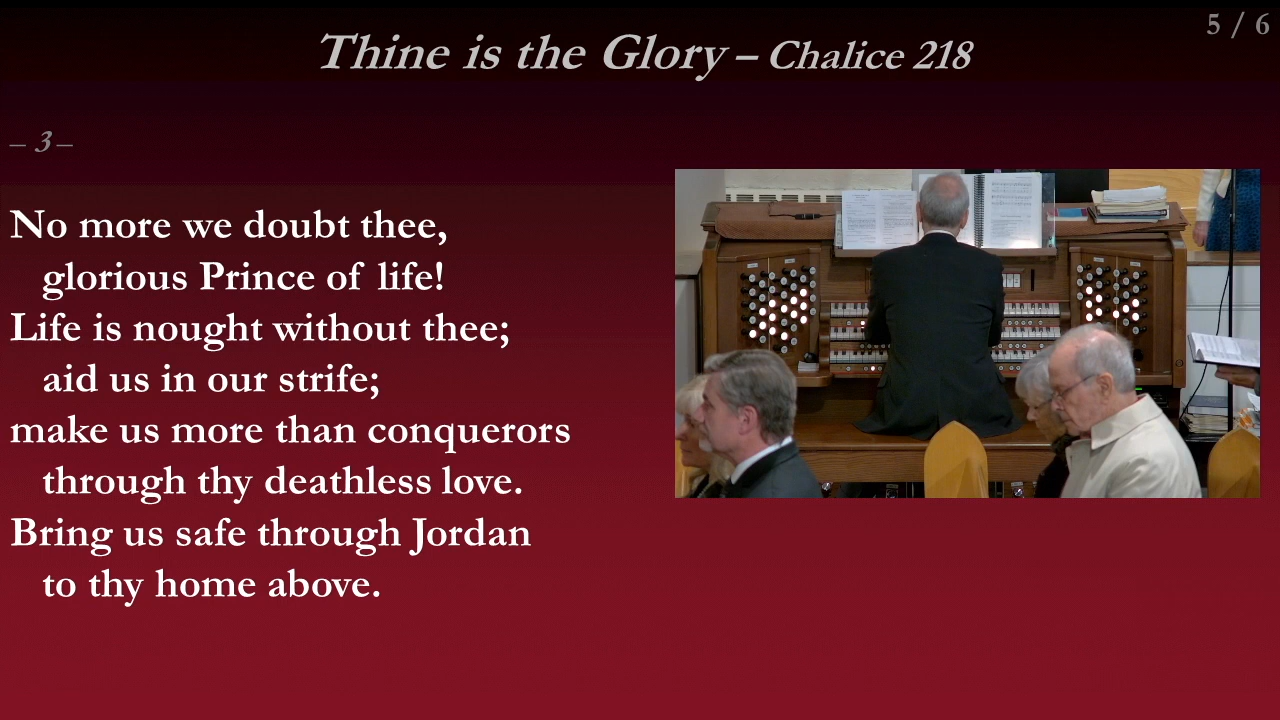 5 / 6
Thine is the Glory – Chalice 218
– 3 –
No more we doubt thee,
glorious Prince of life!
Life is nought without thee;
aid us in our strife;
make us more than conquerors
through thy deathless love.
Bring us safe through Jordan
to thy home above.